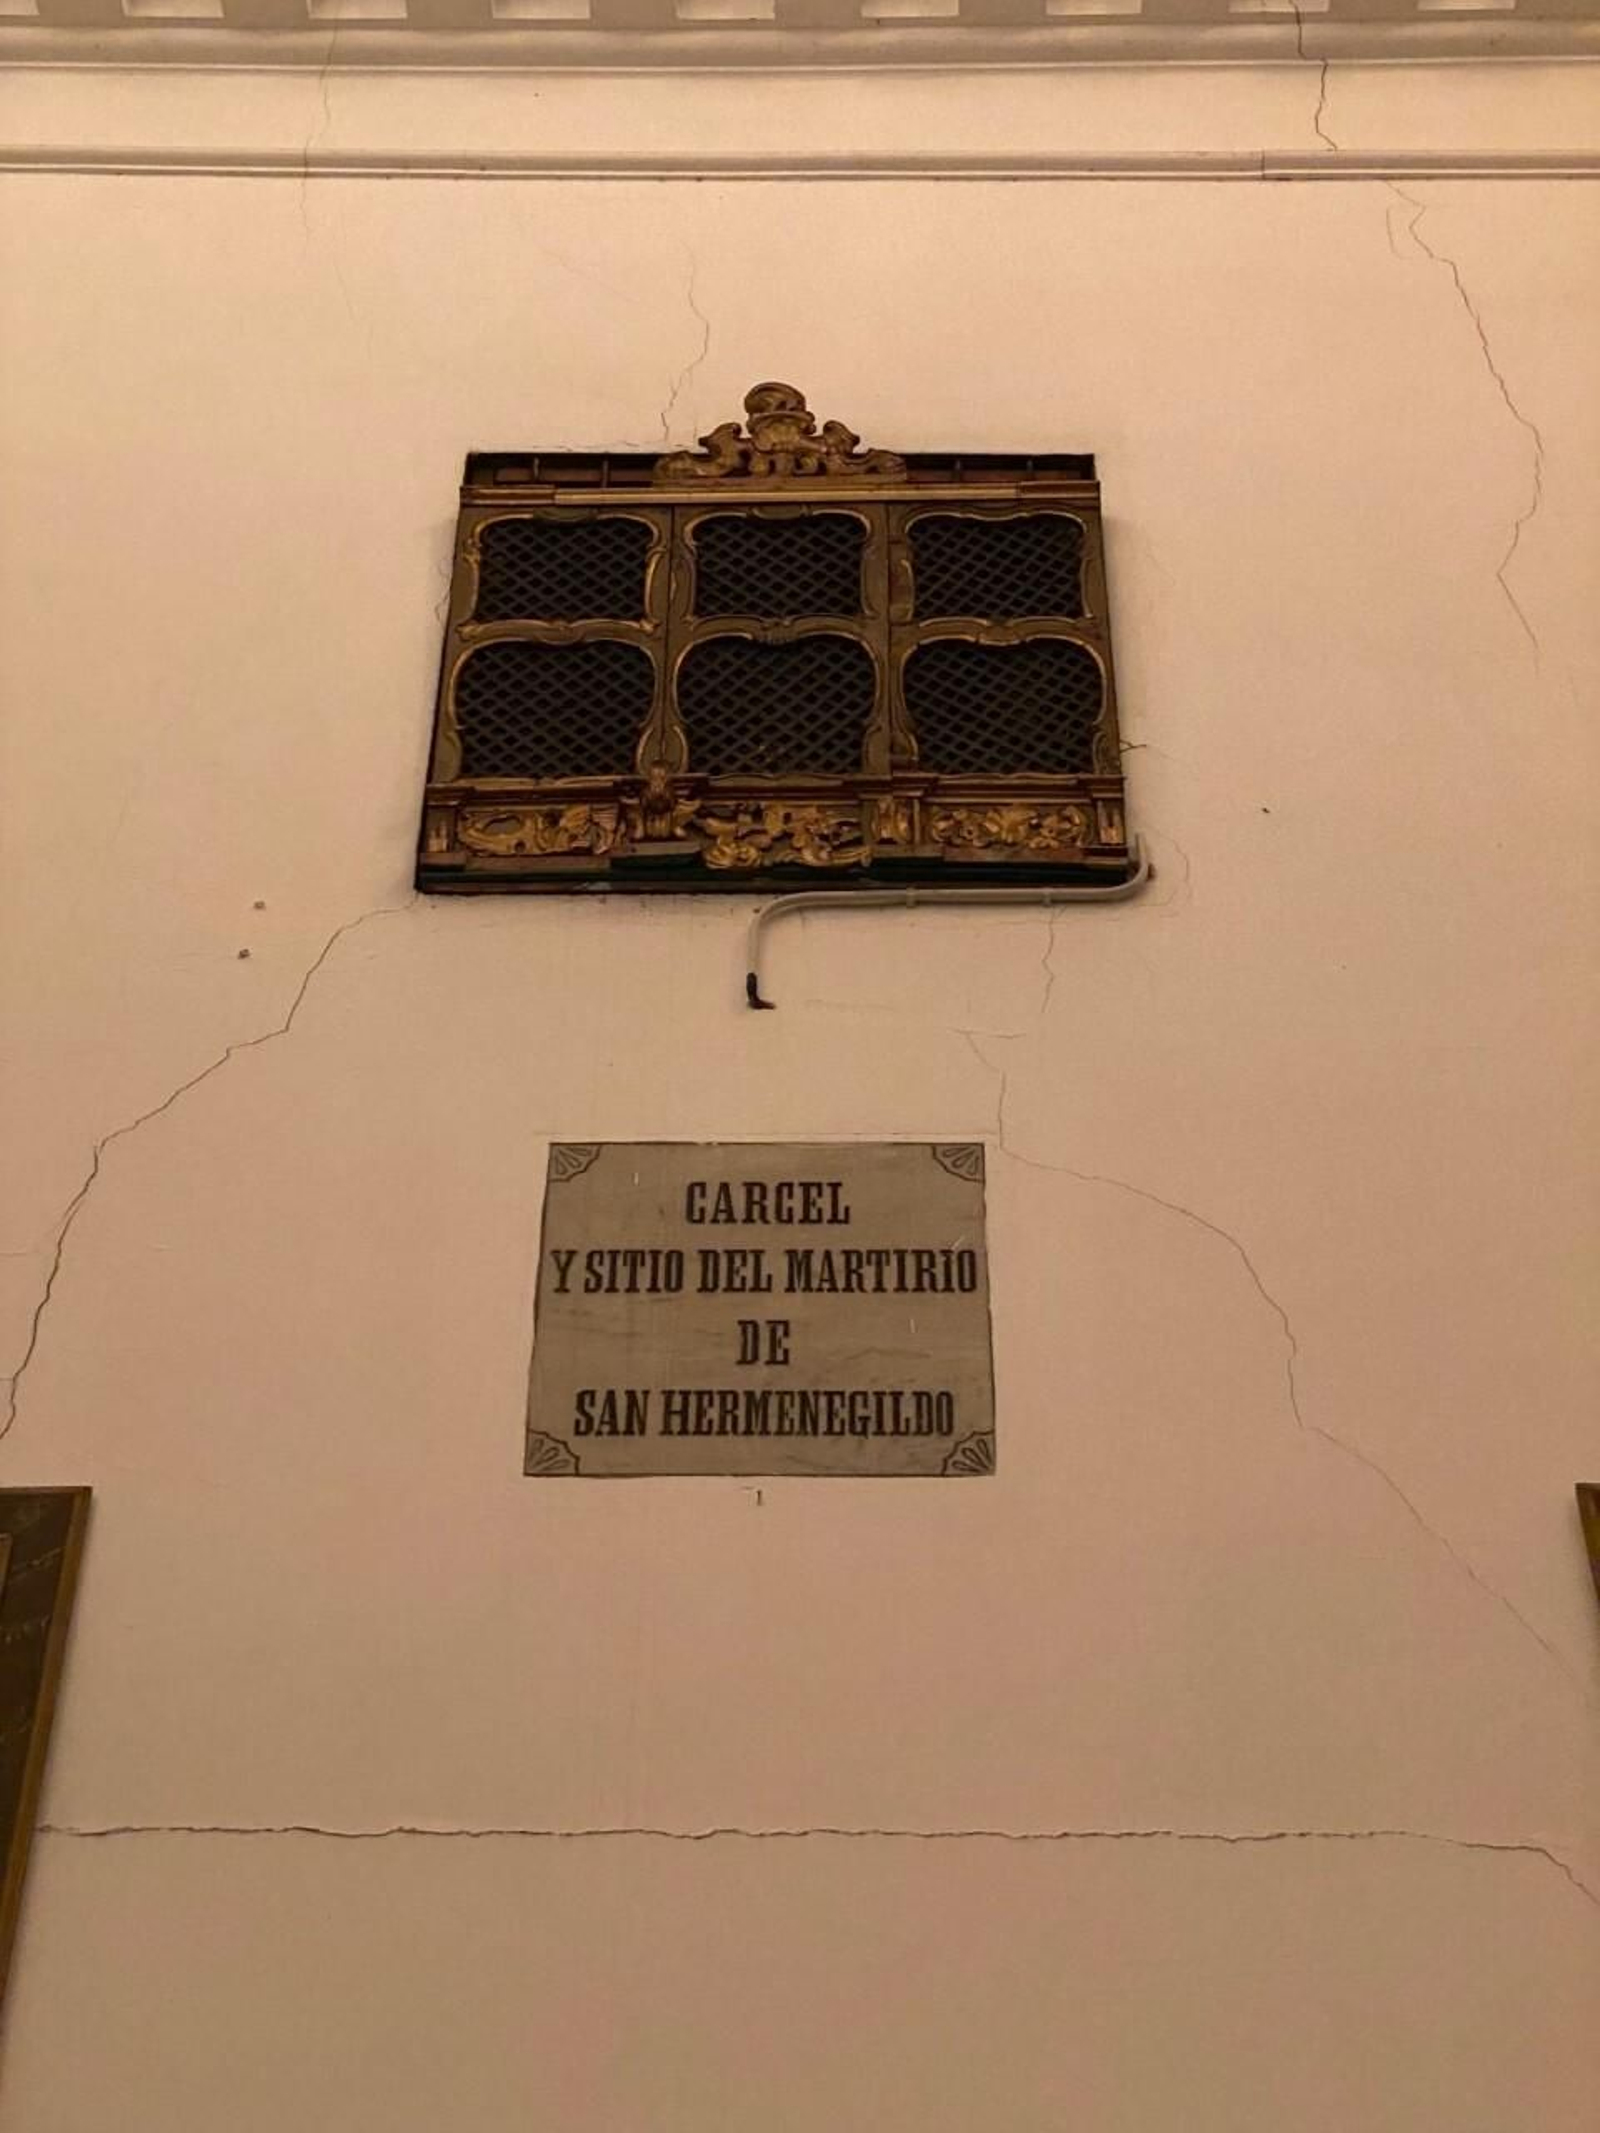 CARCEL
Y SITIO DEL MARTIRIO
DE
SAN HERMENEGILDO